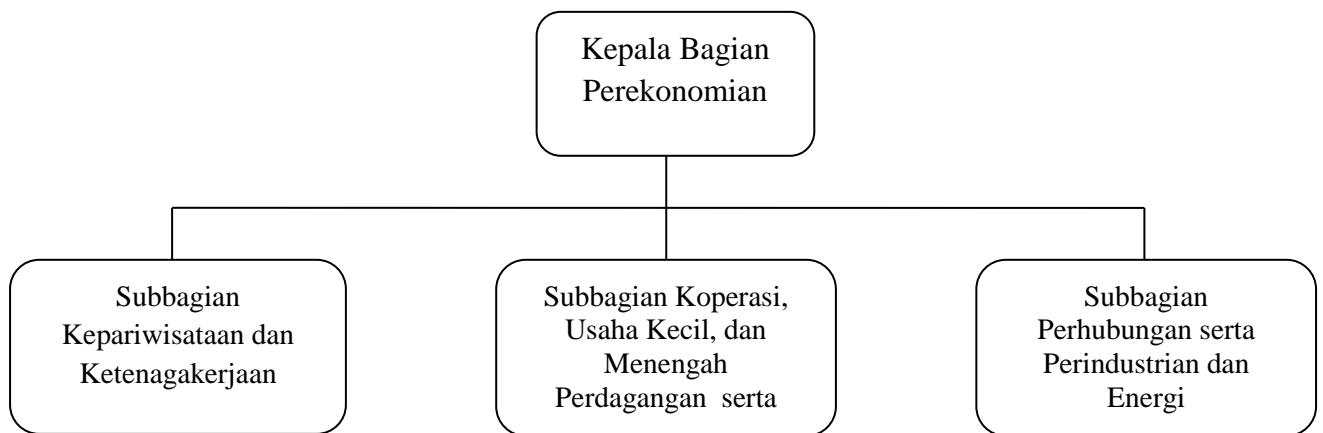 Kepala Bagian
Perekonomian
Subbagian
Kepariwisataan dan
Ketenagakerjaan
Subbagian Koperasi,
Usaha Kecil, dan
Menengah
Perdagangan serta
Subbagian
Perhubungan serta
Perindustrian dan
Energi